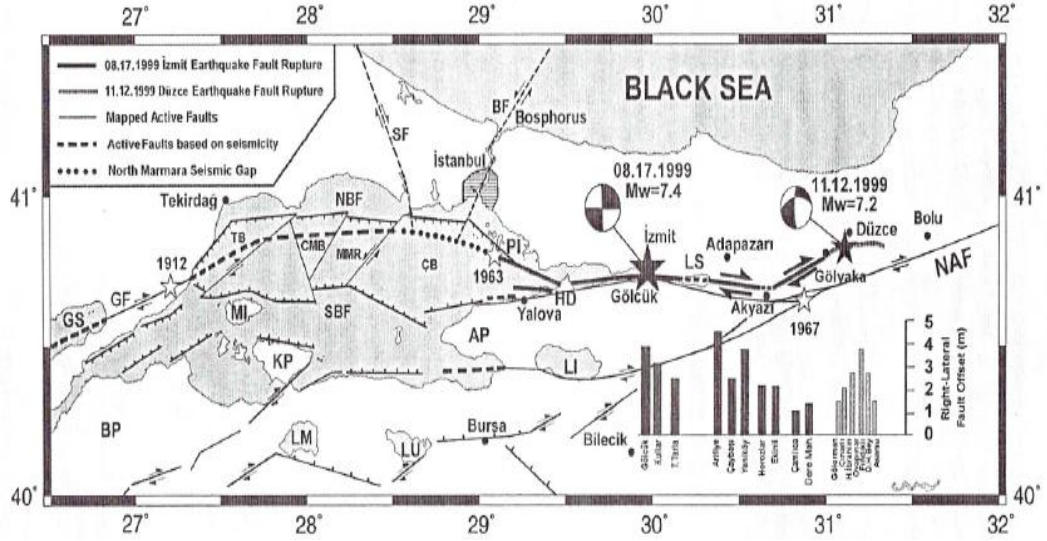 27° 28° 29° 30° 31° 32°
08.17.1999 İzmit Earthquake Fault Rupture
11.12.1999 Düzce Earthquake Fault Rupture
Mapped Active Faults
Active Faults based on seismicity
North Marmara Seismic Gap
BLACK SEA
BF
Bosphorus
SF
İstanbul
08.17.1999
Mw=7.4
11.12.1999
Mw=7.2
41° 41°
Tekirdağ
NBF
Bolu
Düzce
TB
CMB
MMR
ÇB
Pİ
İzmit
Adapazarı
LS
Gölyaka
NAF
1912
1963
GF
HD
Gölcük
Akyazı
1967
GS
MI
SBF
Yalova
AP
KP
LI
BP
LM
LU
Bursa
Bilecik
5
4
3
2
1
0
Right-Lateral
Fault Offset (m)
Gölcük
Kullar
T.Tarla
Arifiye
Çaybaşı
Yeniköy
Horozlar
Ekinli
Çamlıca
Dere Mah.
40° 40°
27° 28° 29° 30° 31° 32°